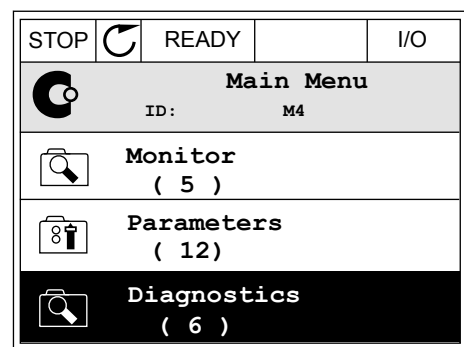 STOP READY I/O
Main Menu
ID: M4
Monitor
( 5 )
Parameters
( 12)
Diagnostics
( 6 )